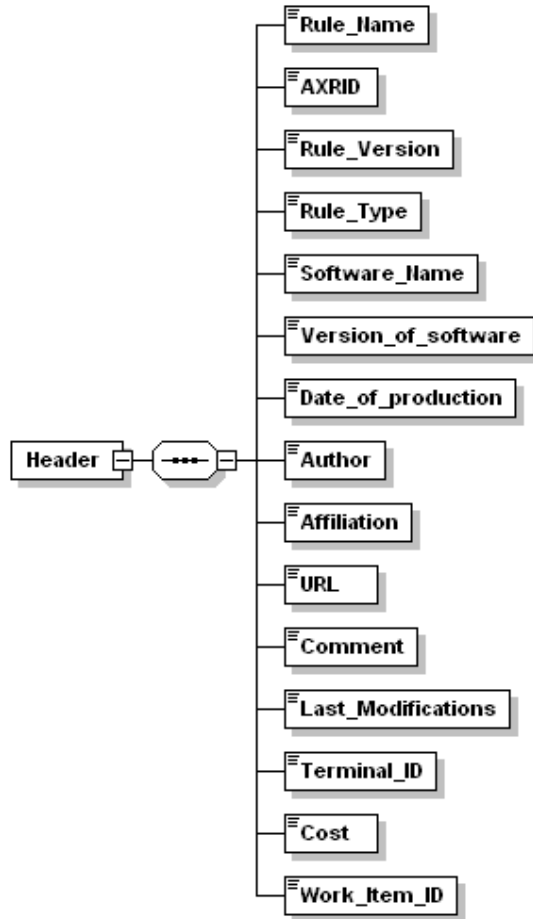 Rule_Name
AXRID
Rule_Version
Rule_Type
Software_Name
Version_of_software
Date_of_production
Header
Author
Affiliation
URL
Comment
Last_Modifications
Terminal_ID
Cost
Work_Item_ID